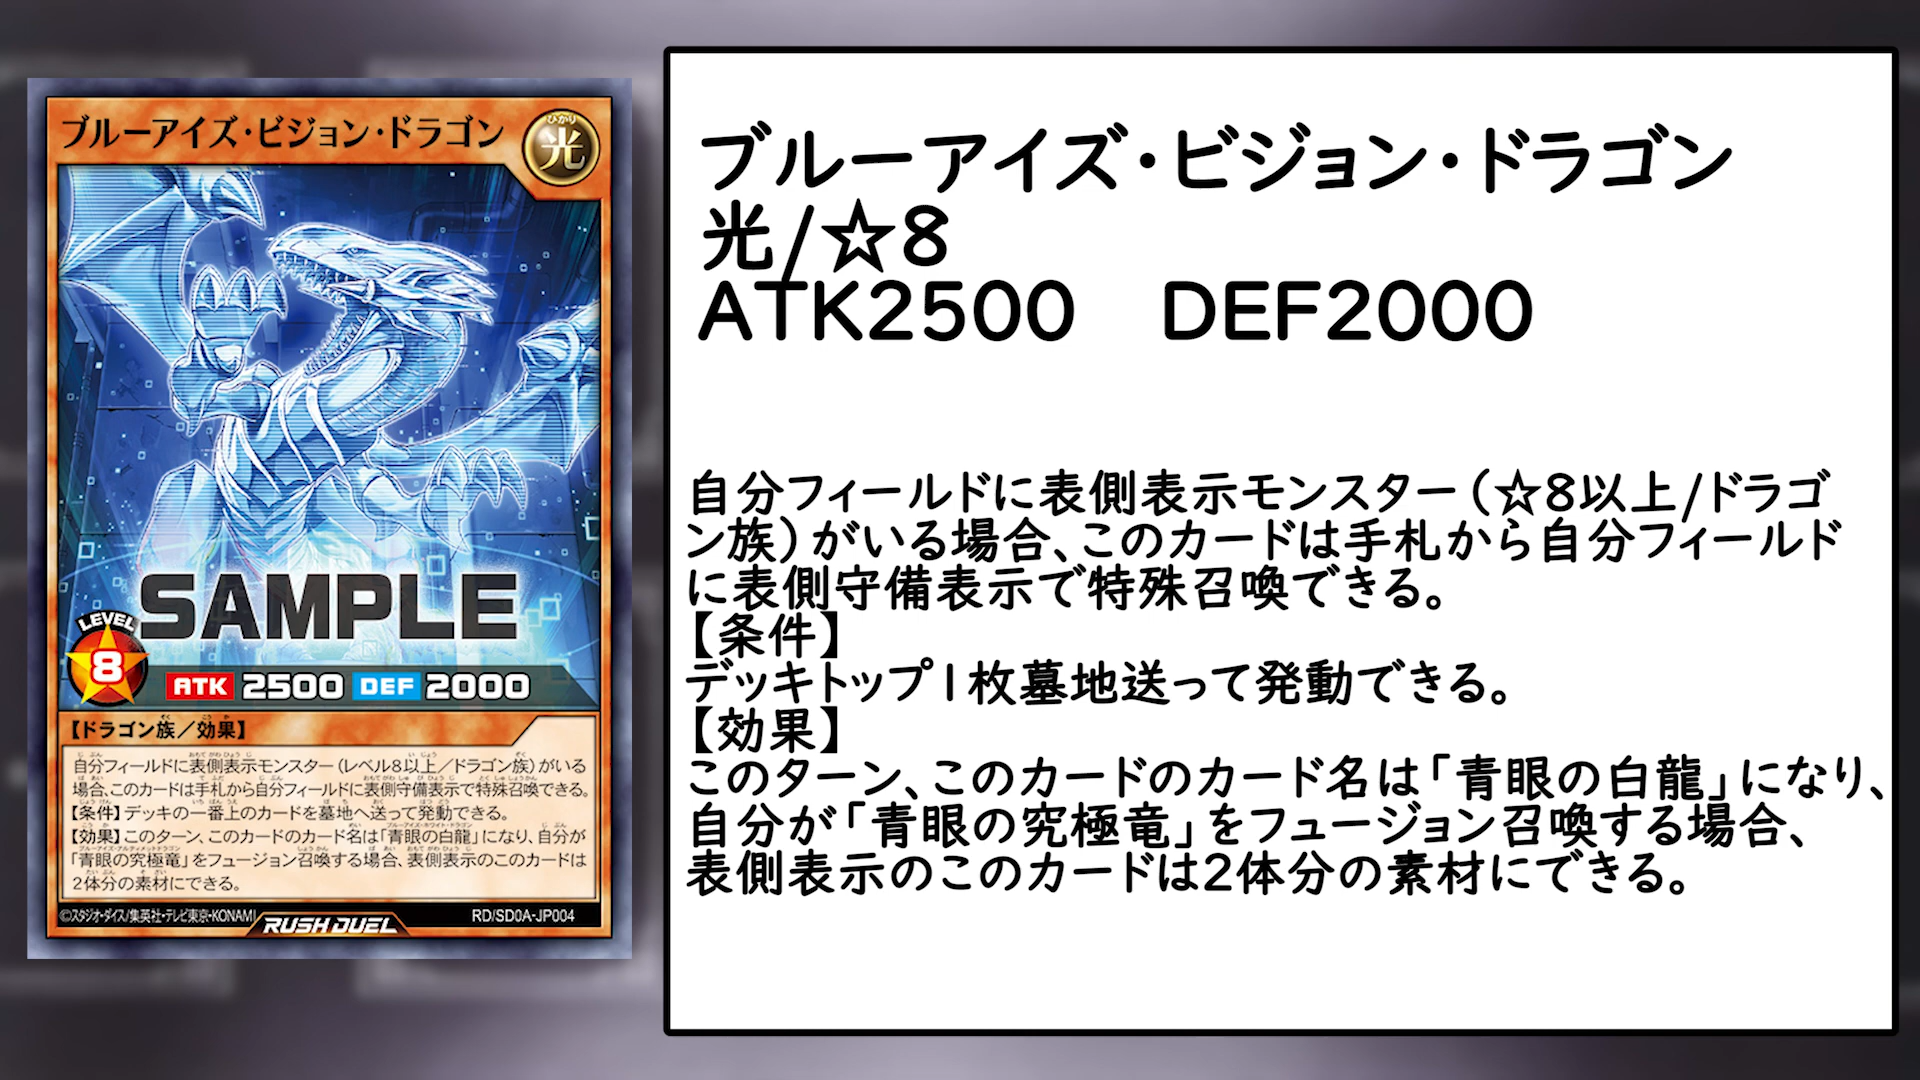 ブルーアイズ・ビジョン・ドラゴン
光
ひかり
SAMPLE
LEVEL
8
ATK 2500 DEF 2000
【ドラゴン族／効果】
自分フィールドに表側表示モンスター(レベル8以上／ドラゴン族)がいる
場合、このカードは手札から自分フィールドに表側守備表示で特殊召喚できる。
【条件】デッキの一番上のカードを墓地へ送って発動できる。
【効果】このターン、このカードのカード名は「青眼の白龍」になり、自分が
「青眼の究極竜」をフュージョン召喚する場合、表側表示のこのカードは
2体分の素材にできる。
©スタジオ・ダイス/集英社・テレビ東京・KONAMI
RUSH DUEL
RD/SD0A-JP004
ブルーアイズ・ビジョン・ドラゴン
光/☆8
ATK2500　DEF2000
自分フィールドに表側表示モンスター(☆8以上/ドラゴ
ン族)がいる場合、このカードは手札から自分フィールド
に表側守備表示で特殊召喚できる。
【条件】
デッキトップ1枚墓地送って発動できる。
【効果】
このターン、このカードのカード名は「青眼の白龍」になり、
自分が「青眼の究極竜」をフュージョン召喚する場合、
表側表示のこのカードは2体分の素材にできる。